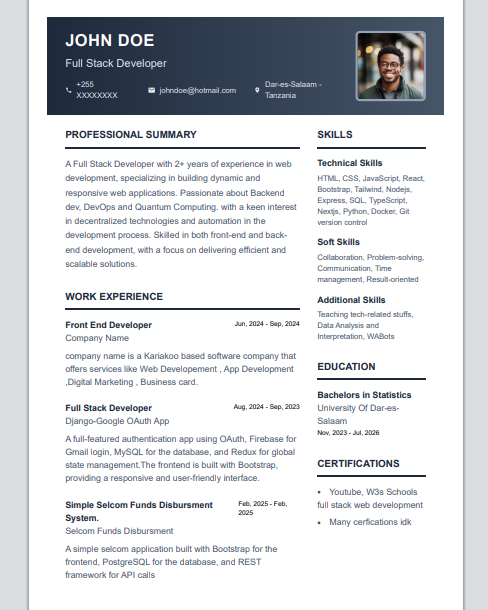 JOHN DOE
Full Stack Developer
+255
XXXXXXXX
johndoe@hotmail.com
Dar-es-Salaam -
Tanzania
PROFESSIONAL SUMMARY
A Full Stack Developer with 2+ years of experience in web
development, specializing in building dynamic and
responsive web applications. Passionate about Backend
dev, DevOps and Quantum Computing. with a keen interest
in decentralized technologies and automation in the
development process. Skilled in both front-end and back-
end development, with a focus on delivering efficient and
scalable solutions.
WORK EXPERIENCE
Front End Developer
Jun, 2024 - Sep, 2024
Company Name
company name is a Kariakoo based software company that
offers services like Web Developement , App Development
,Digital Marketing , Business card.
Full Stack Developer
Aug, 2024 - Sep, 2023
Django-Google OAuth App
A full-featured authentication app using OAuth, Firebase for
Gmail login, MySQL for the database, and Redux for global
state management.The frontend is built with Bootstrap,
providing a responsive and user-friendly interface.
Simple Selcom Funds Disbursment
System.
Feb, 2025 - Feb,
2025
Selcom Funds Disbursment
A simple selcom application built with Bootstrap for the
frontend, PostgreSQL for the database, and REST
framework for API calls
SKILLS
Technical Skills
HTML, CSS, JavaScript, React,
Bootstrap, Tailwind, Nodejs,
Express, SQL, TypeScript,
Nextjs, Python, Docker, Git
version control
Soft Skills
Collaboration, Problem-solving,
Communication, Time
management, Result-oriented
Additional Skills
Teaching tech-related stuffs,
Data Analysis and
Interpretation, WABots
EDUCATION
Bachelors in Statistics
University Of Dar-es-
Salaam
Nov, 2023 - Jul, 2026
CERTIFICATIONS
• Youtube, W3s Schools
full stack web development
• Many cerfications idk